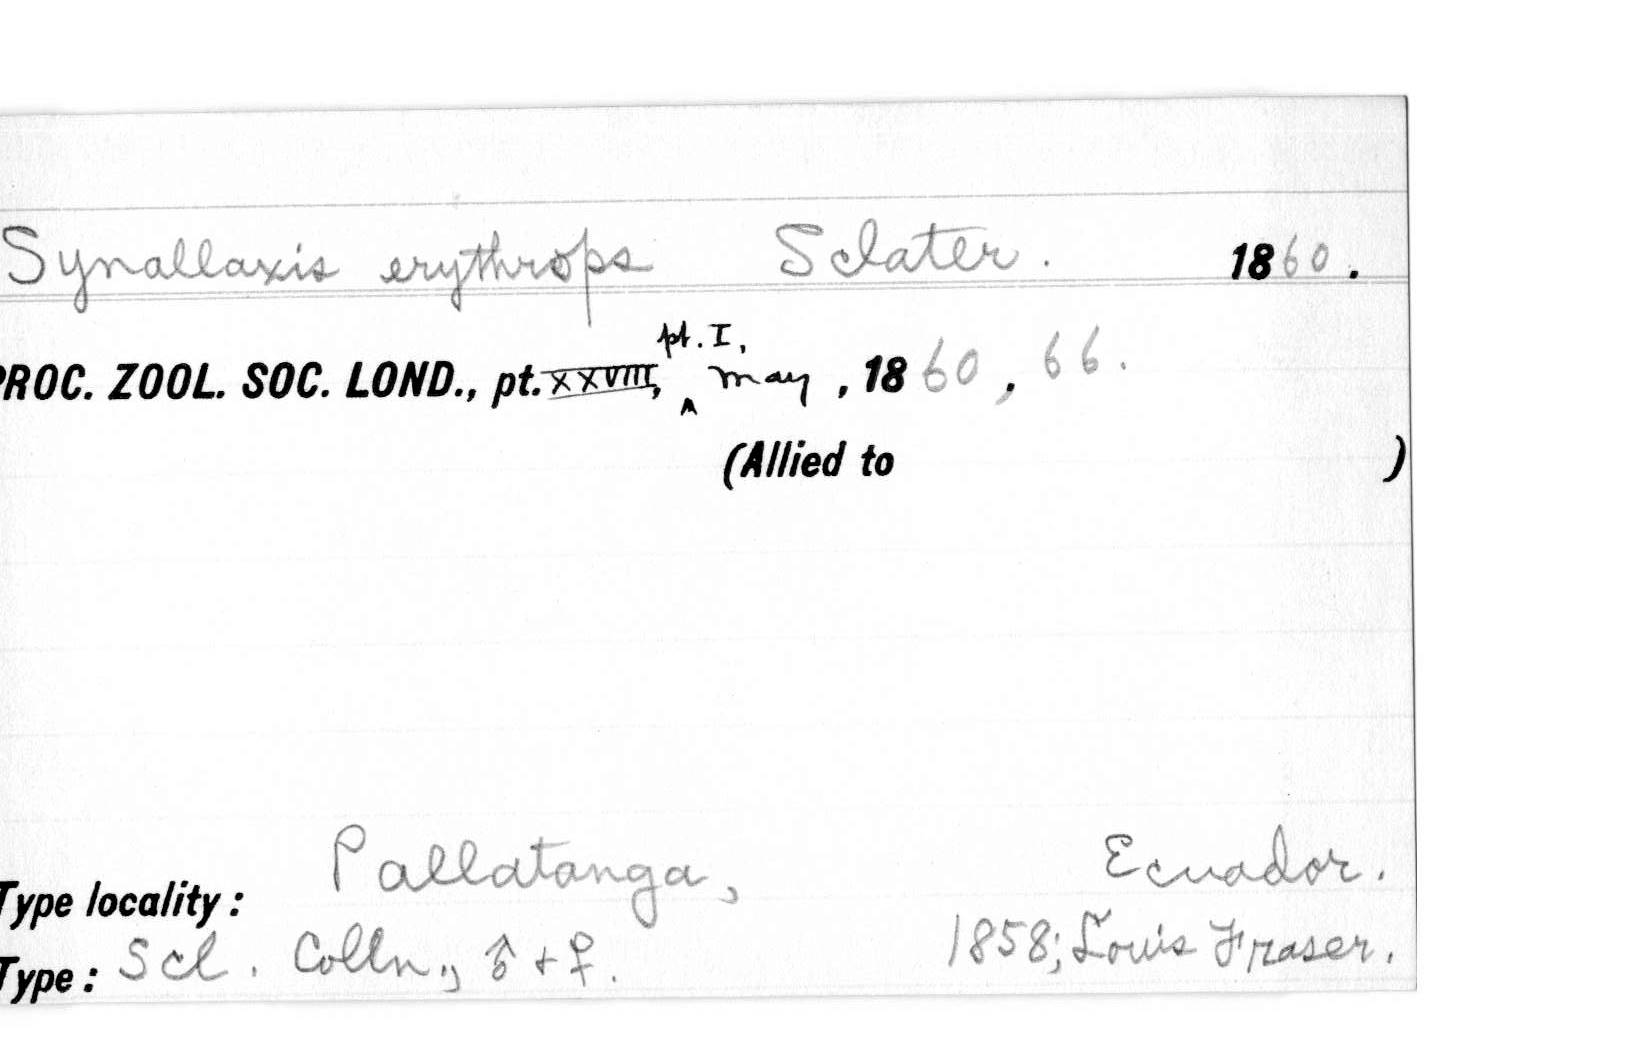 Synallaxis erythrops Sclater. 1860.
PROC. ZOOL. SOC. LOND., pt. XXVIII, pt. I, May, 1860, 66.
(Allied to )
Type locality: Pallatanga, Ecuador.
Type: Scl. Colln., ♂ + ♀. 1858; Louis Fraser.